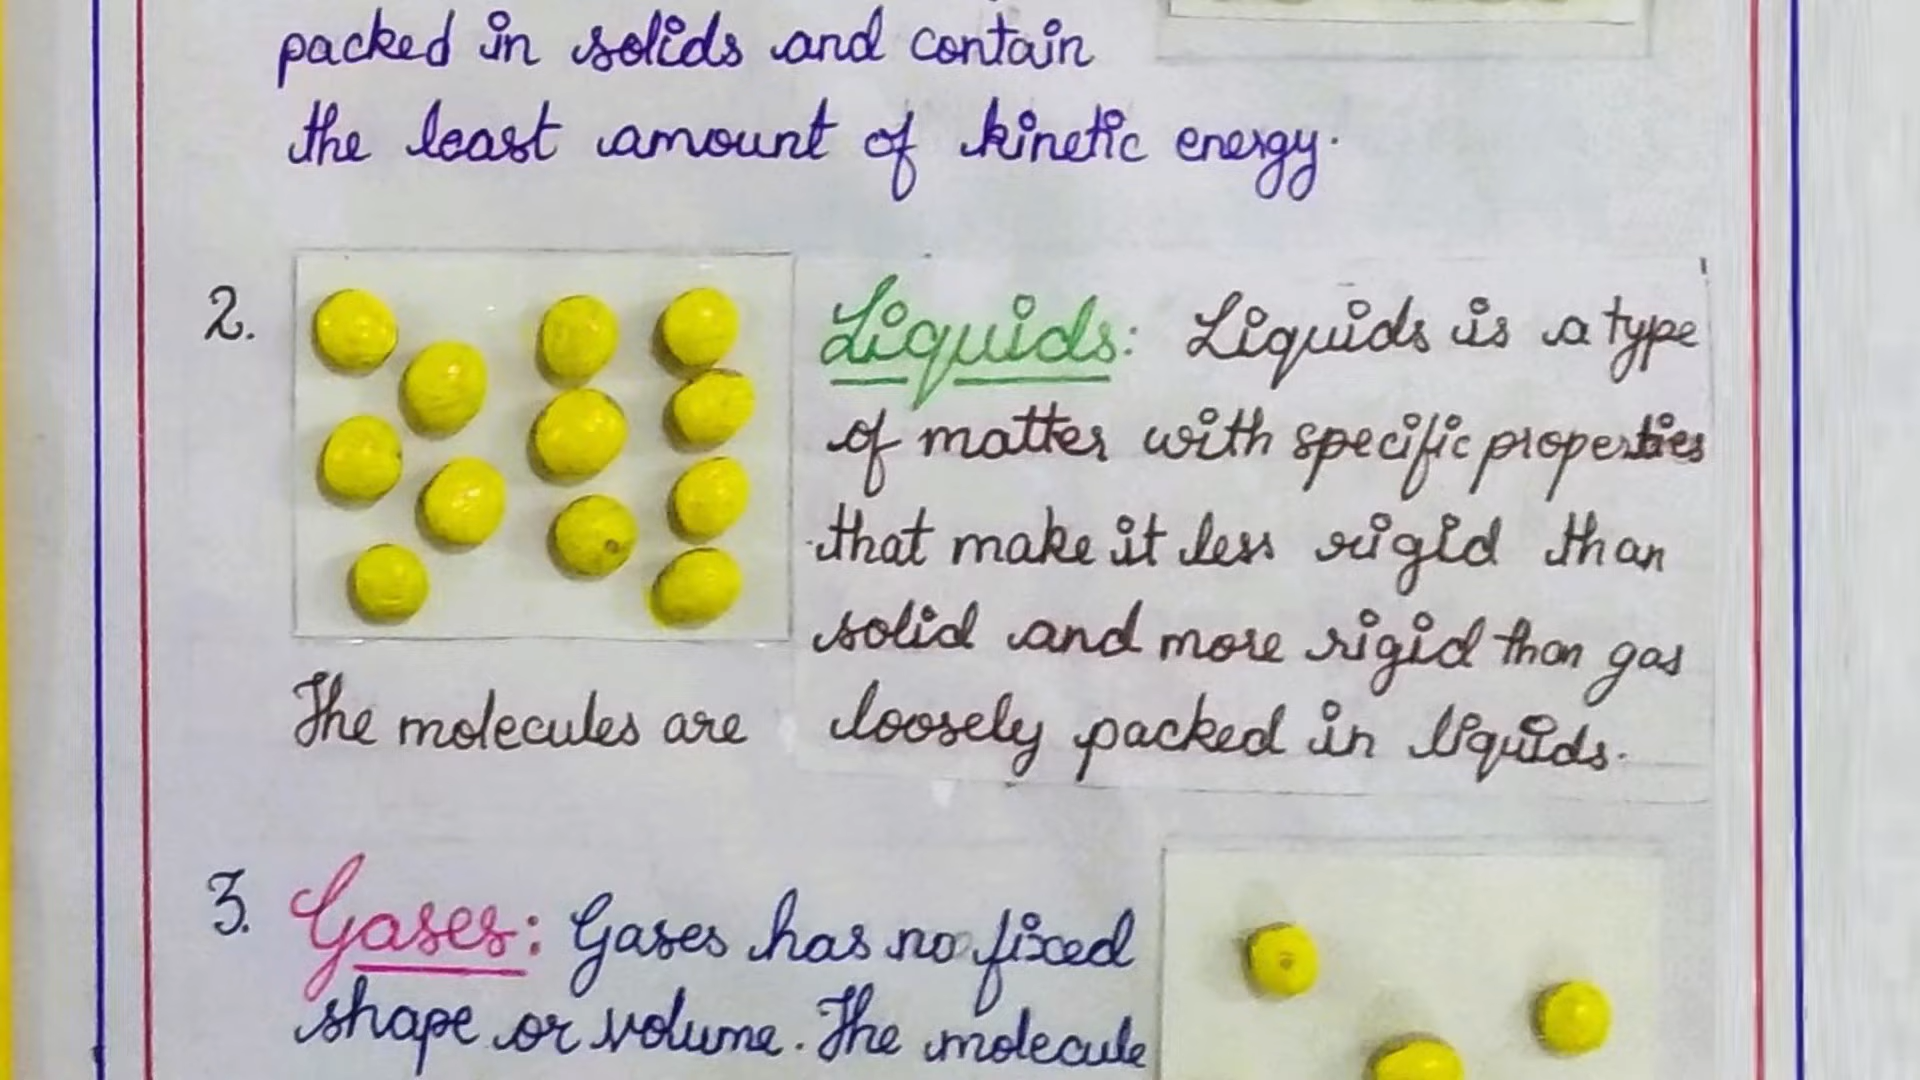 packed in solids and contain
the least amount of kinetic energy.
2.
Liquids: Liquids is a type
of matter with specific properties
that make it less rigid than
solid and more rigid than gas
The molecules are loosely packed in liquids.
3. Gases: Gases has no fixed
shape or volume. The molecule